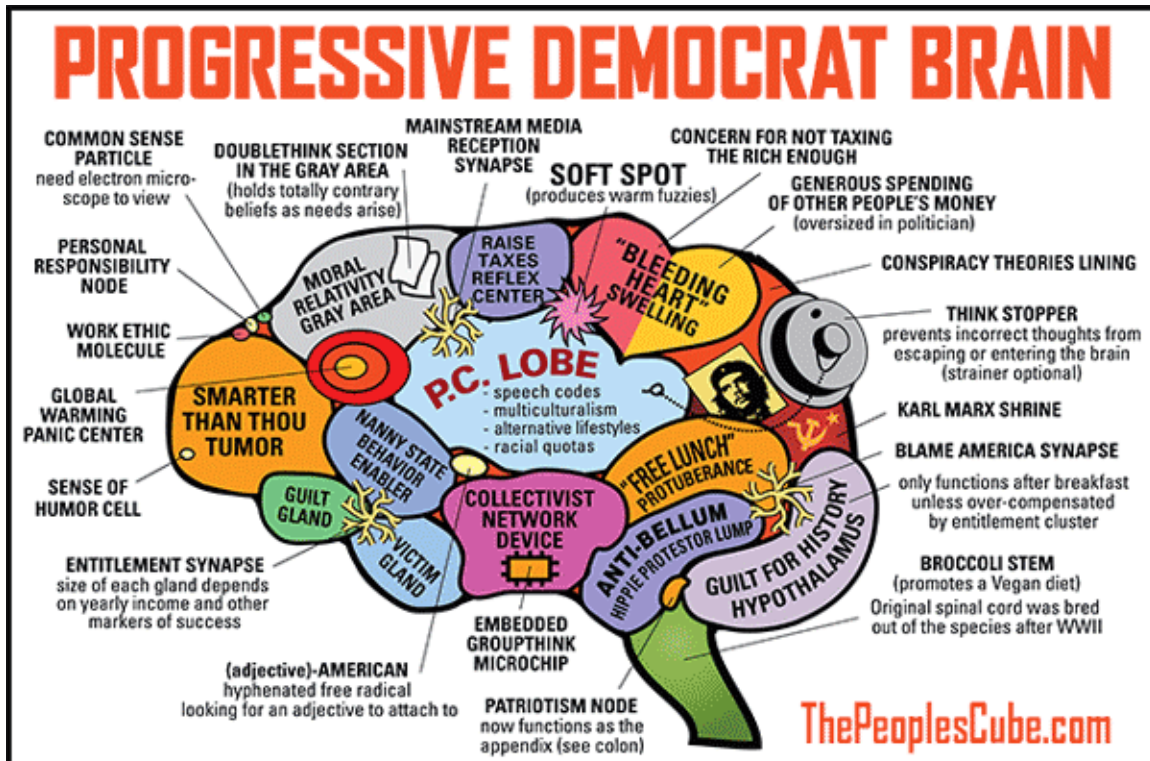 PROGRESSIVE DEMOCRAT BRAIN
COMMON SENSE
PARTICLE
need electron micro-
scope to view
DOUBLETHINK SECTION
IN THE GRAY AREA
(holds totally contrary
beliefs as needs arise)
MAINSTREAM MEDIA
RECEPTION
SYNAPSE
SOFT SPOT
(produces warm fuzzies)
CONCERN FOR NOT TAXING
THE RICH ENOUGH
GENEROUS SPENDING
OF OTHER PEOPLE'S MONEY
(oversized in politician)
PERSONAL
RESPONSIBILITY
NODE
WORK ETHIC
MOLECULE
GLOBAL
WARMING
PANIC CENTER
SENSE OF
HUMOR CELL
CONSPIRACY THEORIES LINING
THINK STOPPER
prevents incorrect thoughts from
escaping or entering the brain
(strainer optional)
KARL MARX SHRINE
BLAME AMERICA SYNAPSE
only functions after breakfast
unless over-compensated
by entitlement cluster
MORAL
RELATIVITY
GRAY AREA
RAISE
TAXES
REFLEX
CENTER
"BLEEDING
HEART"
SWELLING
P.C. LOBE
- speech codes
- multiculturalism
- alternative lifestyles
- racial quotas
SMARTER
THAN THOU
TUMOR
NANNY STATE
BEHAVIOR
ENABLER
GUILT
GLAND
VICTIM
GLAND
COLLECTIVIST
NETWORK
DEVICE
"FREE LUNCH"
PROTUBERANCE
ANTI-BELLUM
HIPPIE PROTESTOR LUMP
GUILT FOR HISTORY
HYPOTHALAMUS
ENTITLEMENT SYNAPSE
size of each gland depends
on yearly income and other
markers of success
(adjective)-AMERICAN
hyphenated free radical
looking for an adjective to attach to
EMBEDDED
GROUPTHINK
MICROCHIP
PATRIOTISM NODE
now functions as the
appendix (see colon)
BROCCOLI STEM
(promotes a Vegan diet)
Original spinal cord was bred
out of the species after WWII
ThePeoplesCube.com